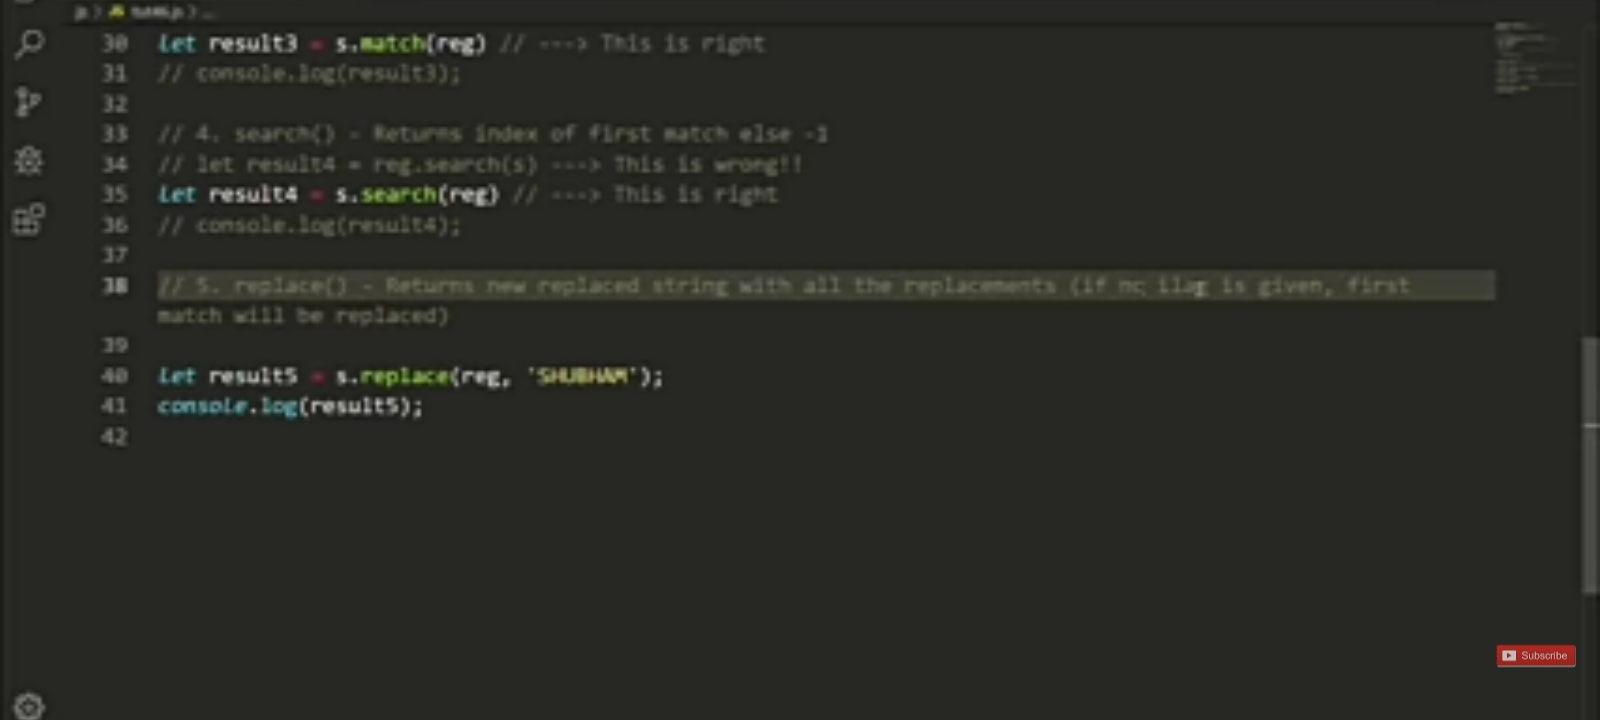 30 let result3 = s.match(reg) // ---> This is right
31 // console.log(result3);
32
33 // 4. search() - Returns index of first match else -1
34 // let result4 = reg.search(s) ---> This is wrong!!
35 let result4 = s.search(reg) // ---> This is right
36 // console.log(result4);
37
38 // 5. replace() - Returns new replaced string with all the replacements (if no flag is given, first
match will be replaced)
39
40 let result5 = s.replace(reg, 'SHUBHAM');
41 console.log(result5);
42
Subscribe